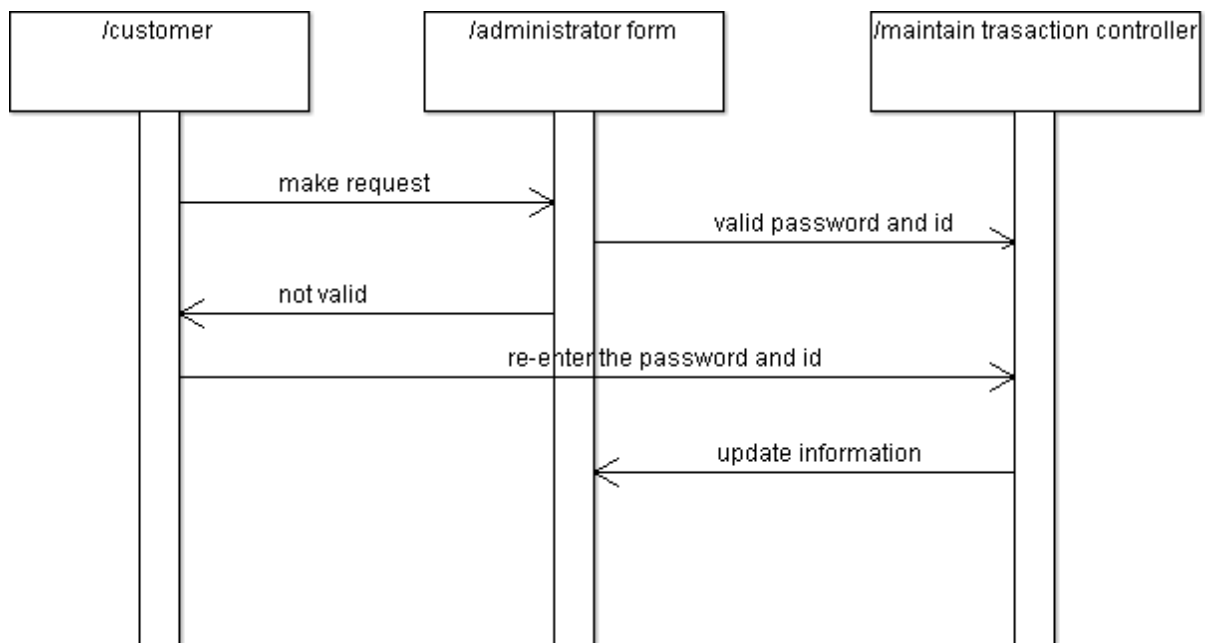 /customer
/administrator form
/maintain trasaction controller
make request
valid password and id
not valid
re-enter the password and id
update information